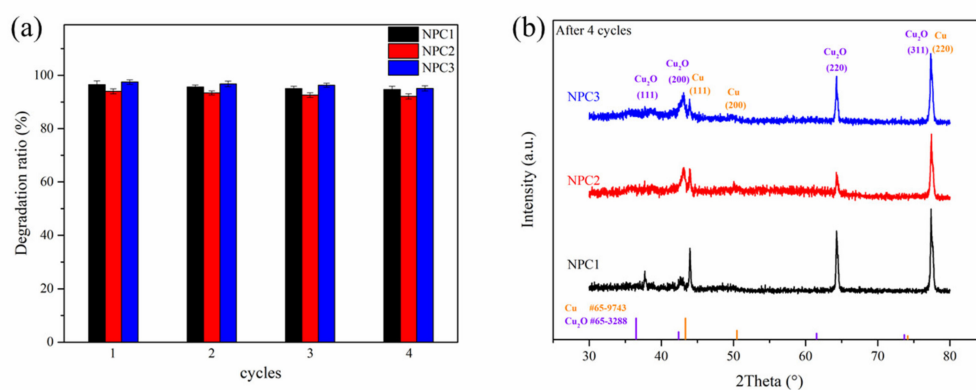 (a)
NPC1
NPC2
NPC3
Degradation ratio (%)
100
80
60
40
20
0
1 2 3 4
cycles
(b)
After 4 cycles
Cu₂O
(111)
Cu₂O
(200)
Cu
(111)
Cu
(200)
Cu₂O
(220)
Cu₂O
(311)
Cu
(220)
NPC3
NPC2
NPC1
Cu #65-9743
Cu₂O #65-3288
Intensity (a.u.)
30 40 50 60 70 80
2Theta (°)